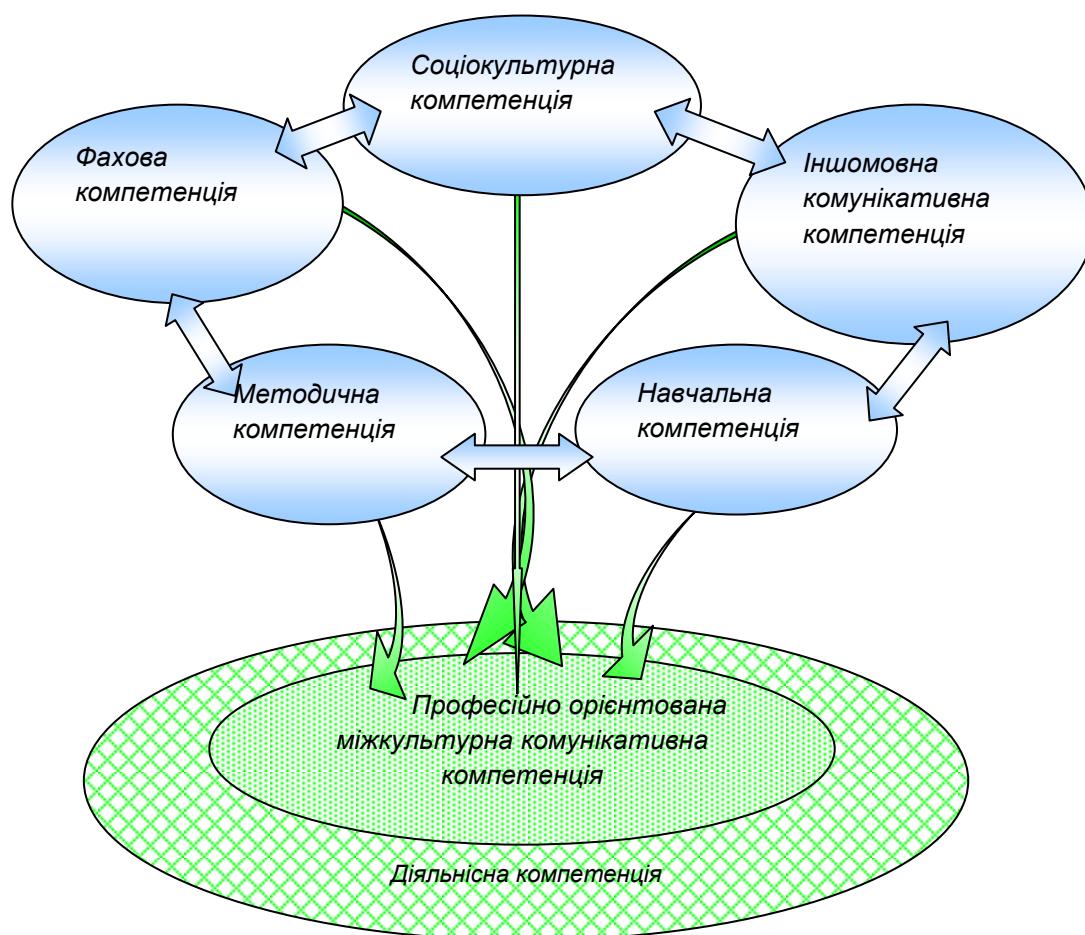 Соціокультурна
компетенція
Фахова
компетенція
Іншомовна
комунікативна
компетенція
Методична
компетенція
Навчальна
компетенція
Професійно орієнтована
міжкультурна комунікативна
компетенція
Діяльнісна компетенція